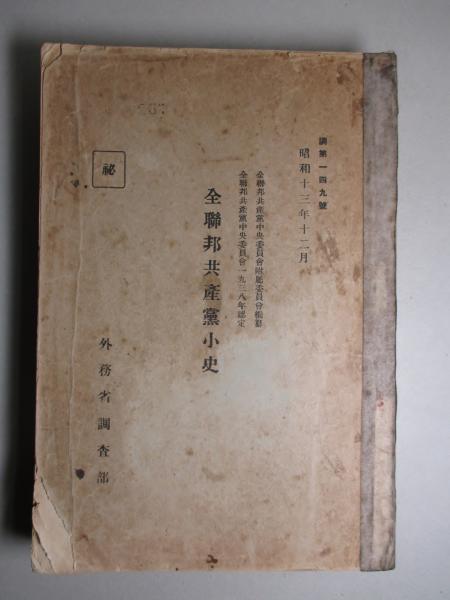 調第一四九號
昭和十三年十二月
全聯邦共產黨中央委員會附屬委員會編纂
全聯邦共產黨中央委員會一九三八年認定
全聯邦共產黨小史
祕
外務省調査部